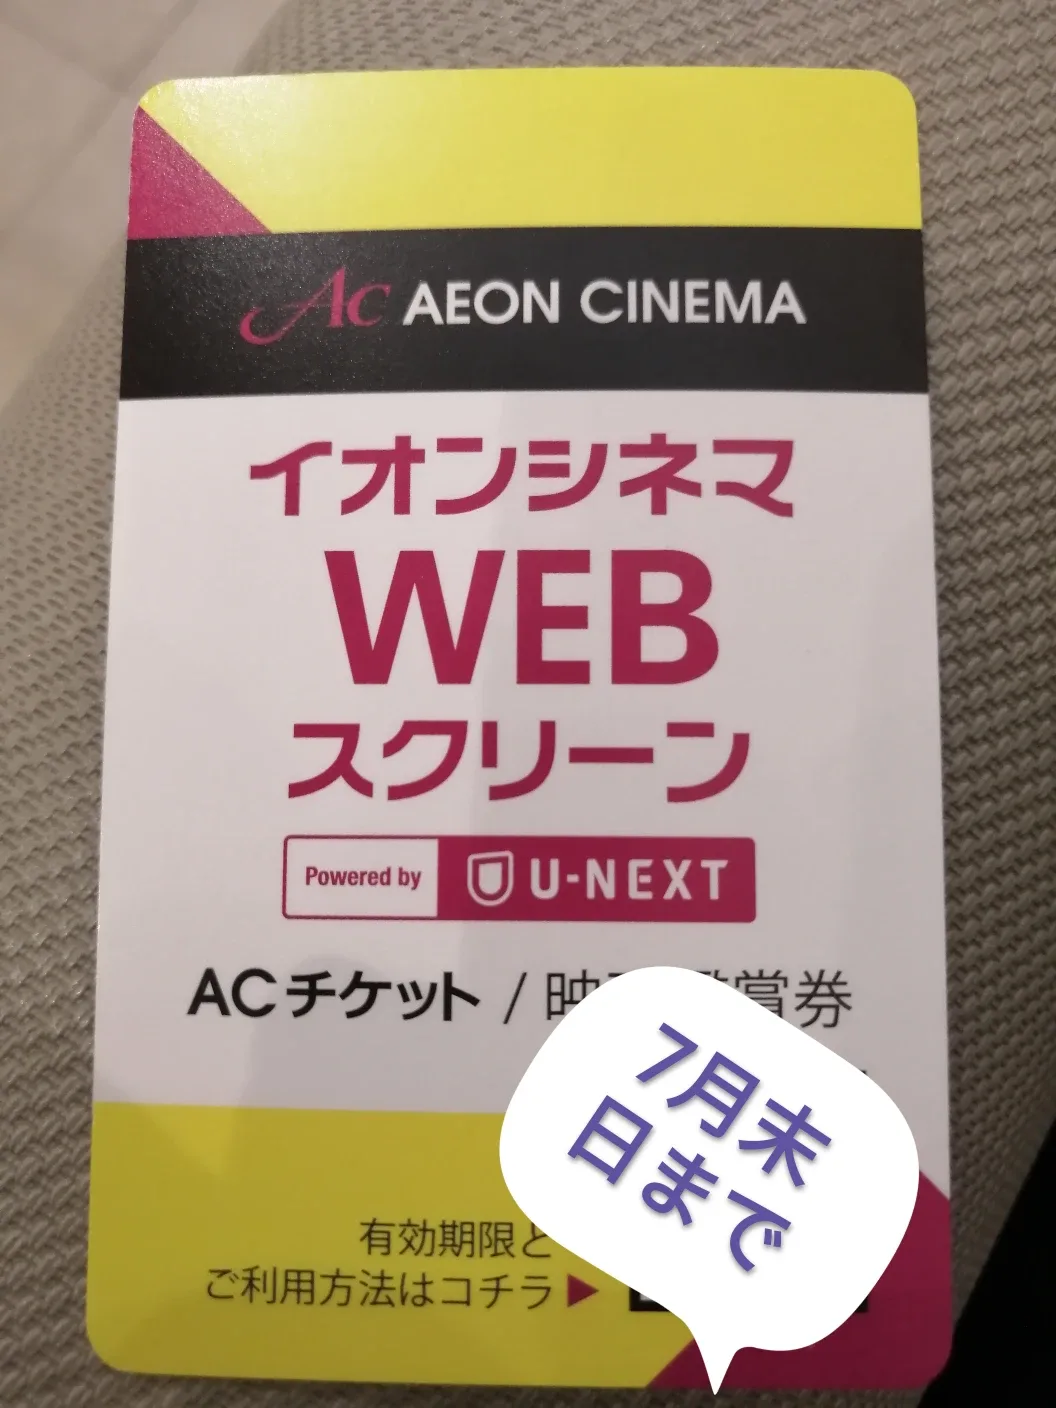 Ac AEON CINEMA
イオンシネマ
WEB
スクリーン
Powered by U-NEXT
ACチケット / 映 賞券
7月末
日まで
有効期限と
ご利用方法はコチラ▶